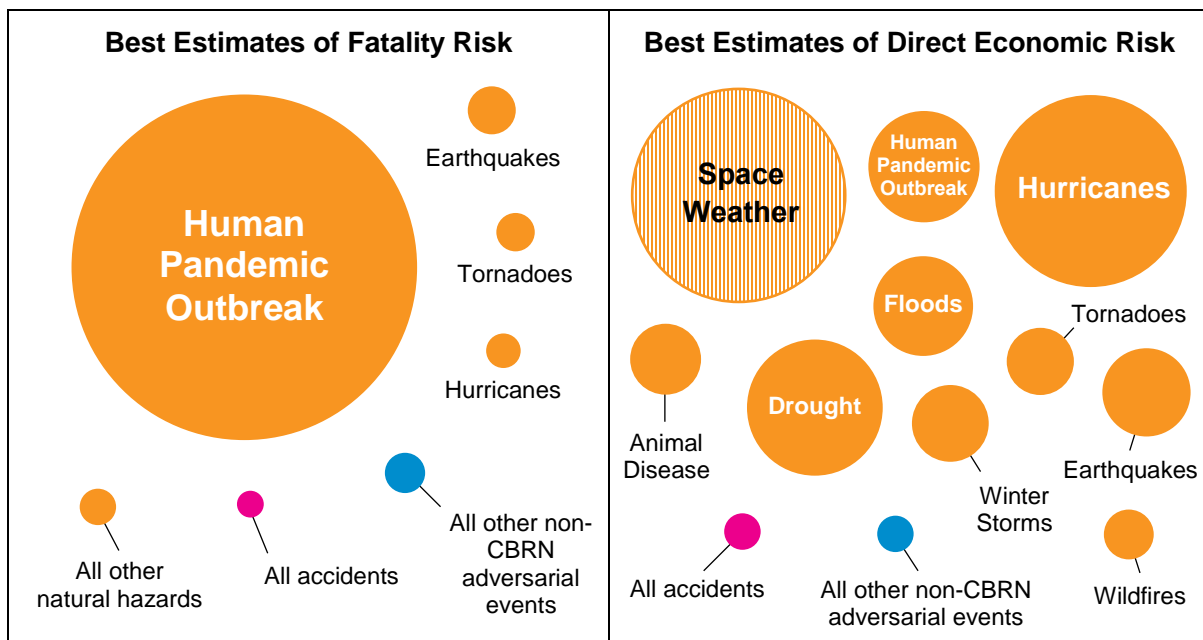 Best Estimates of Fatality Risk
Human
Pandemic
Outbreak
Earthquakes
Tornadoes
Hurricanes
All other
natural hazards
All accidents
All other non-
CBRN
adversarial
events
Best Estimates of Direct Economic Risk
Space
Weather
Human
Pandemic
Outbreak
Hurricanes
Floods
Tornadoes
Animal
Disease
Drought
Winter
Storms
Earthquakes
All accidents
All other non-CBRN
adversarial events
Wildfires